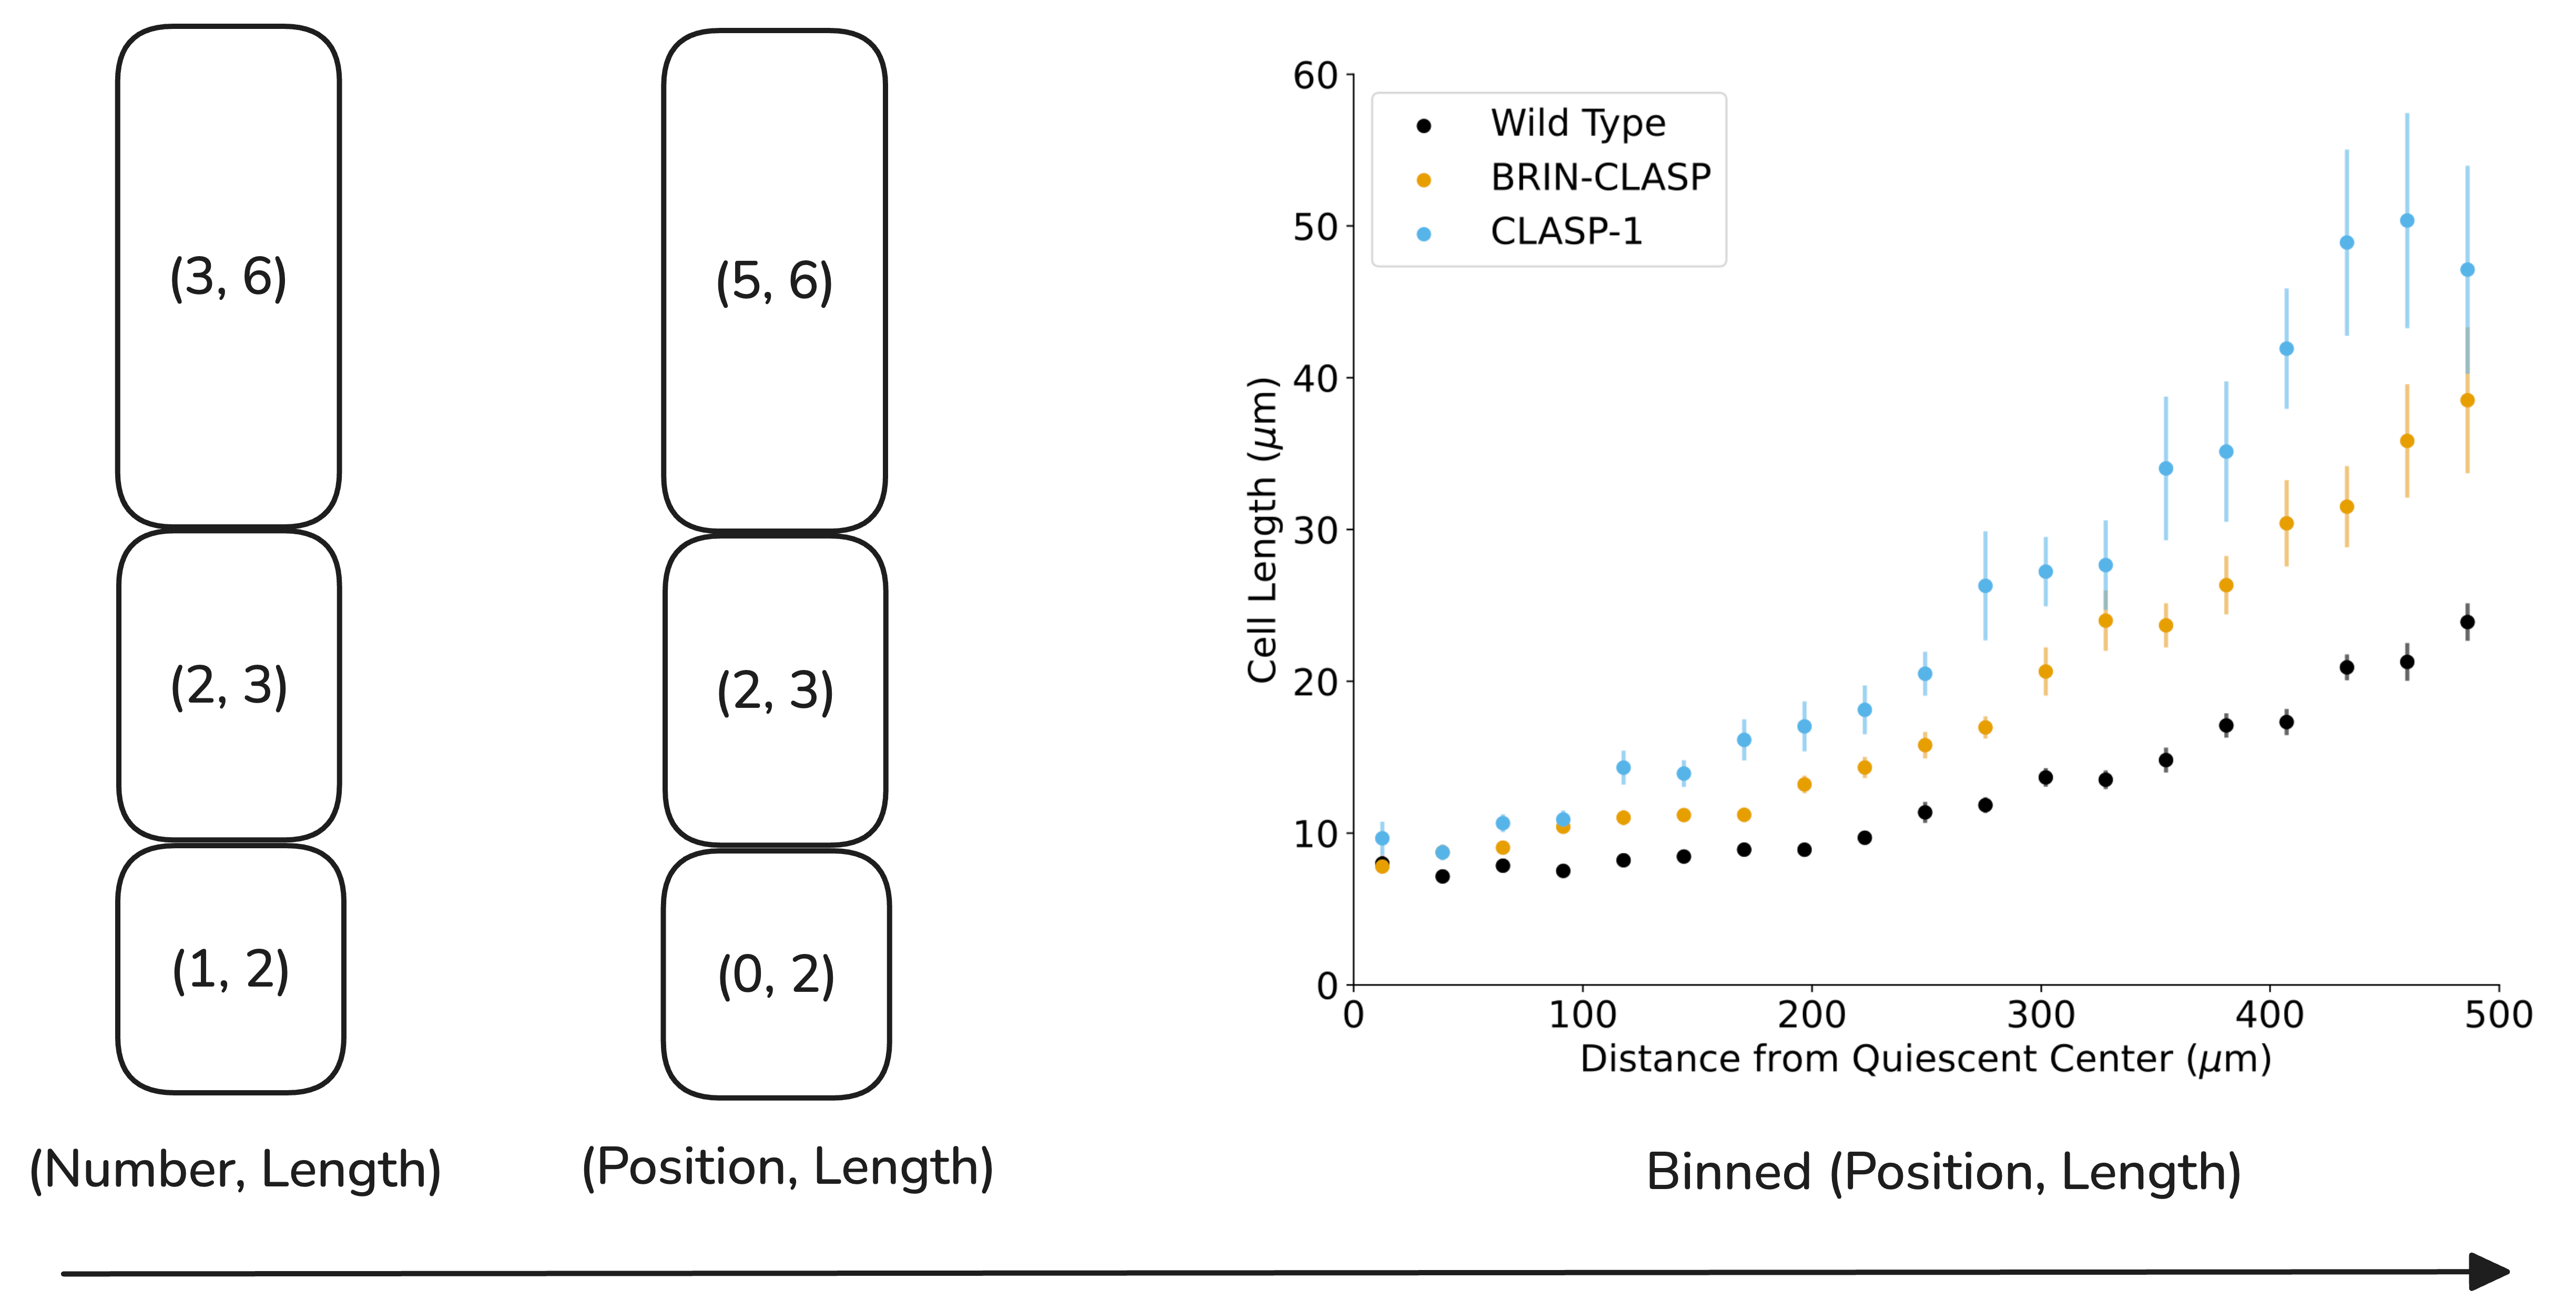 (3, 6)
(2, 3)
(1, 2)
(Number, Length)
(5, 6)
(2, 3)
(0, 2)
(Position, Length)
Wild Type
BRIN-CLASP
CLASP-1
60
50
40
30
20
10
0
Cell Length (μm)
0 100 200 300 400 500
Distance from Quiescent Center (μm)
Binned (Position, Length)